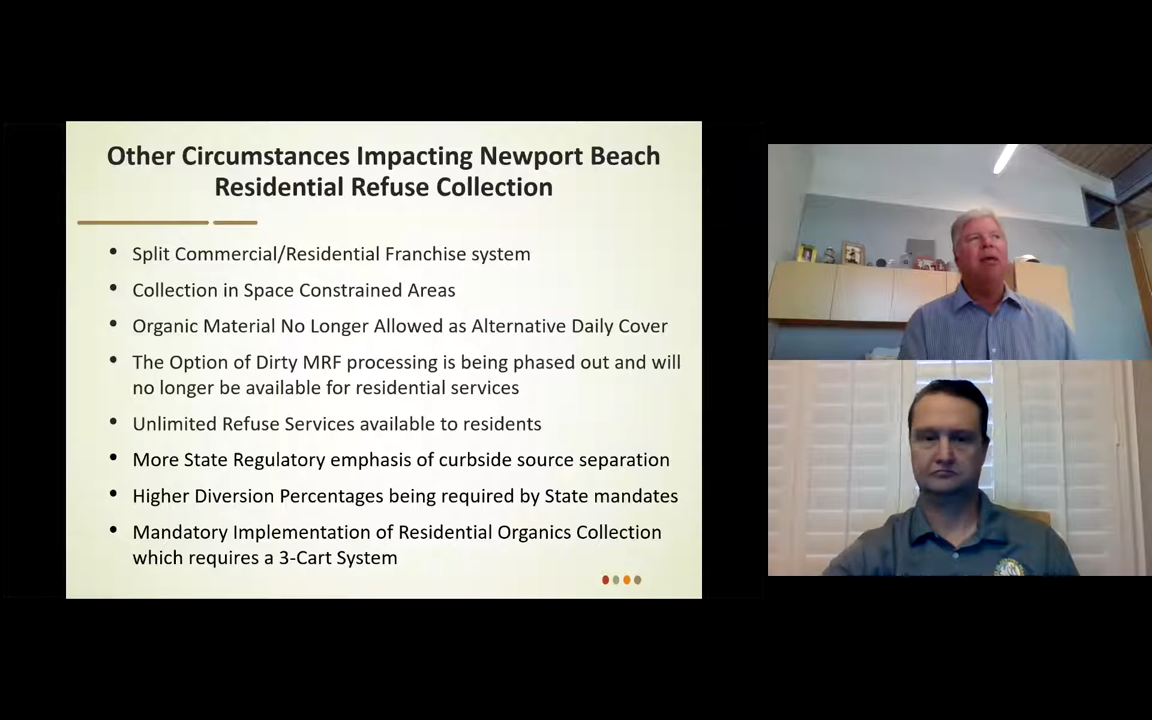 Other Circumstances Impacting Newport Beach
Residential Refuse Collection
• Split Commercial/Residential Franchise system
• Collection in Space Constrained Areas
• Organic Material No Longer Allowed as Alternative Daily Cover
• The Option of Dirty MRF processing is being phased out and will
no longer be available for residential services
• Unlimited Refuse Services available to residents
• More State Regulatory emphasis of curbside source separation
• Higher Diversion Percentages being required by State mandates
• Mandatory Implementation of Residential Organics Collection
which requires a 3-Cart System